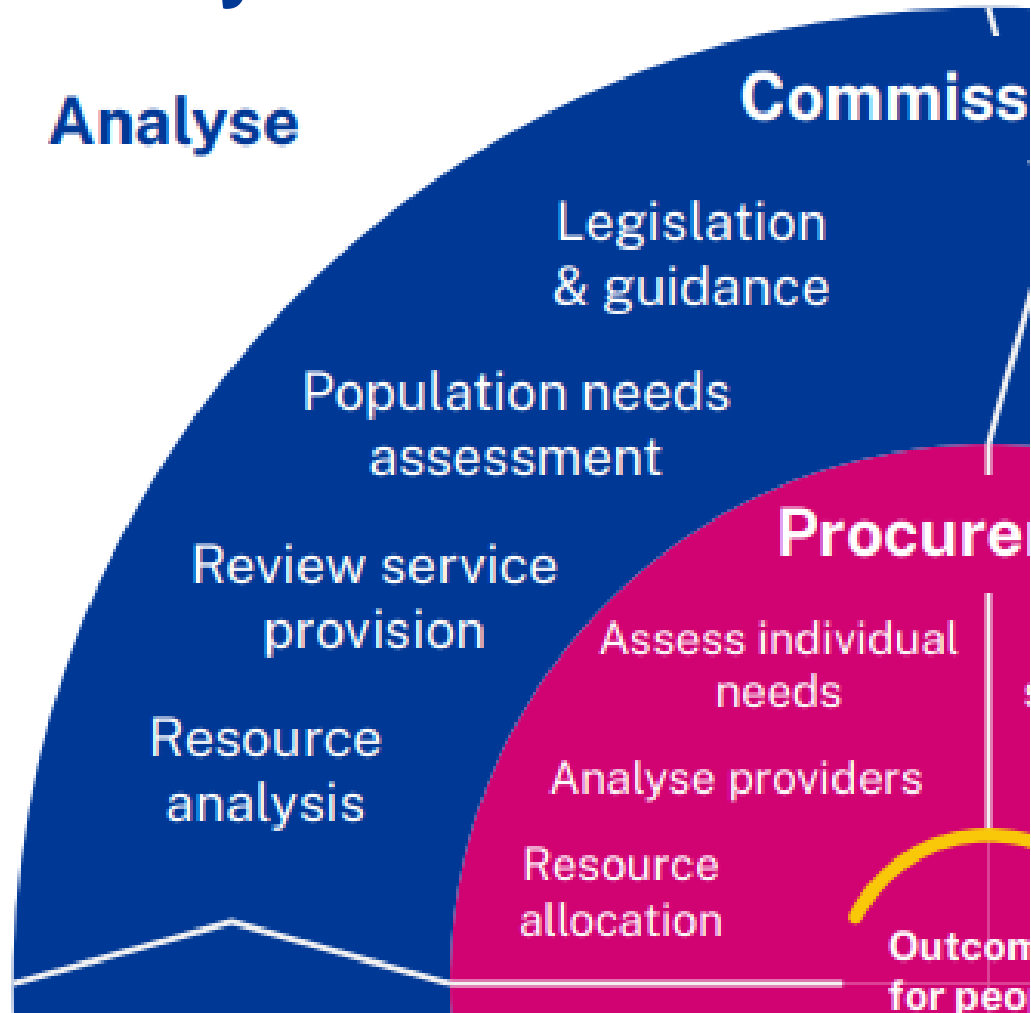 Analyse
Commiss
Legislation
& guidance
Population needs
assessment
Review service
provision
Resource
analysis
Procure
Assess individual
needs
Analyse providers
Resource
allocation
Outcom
for peo